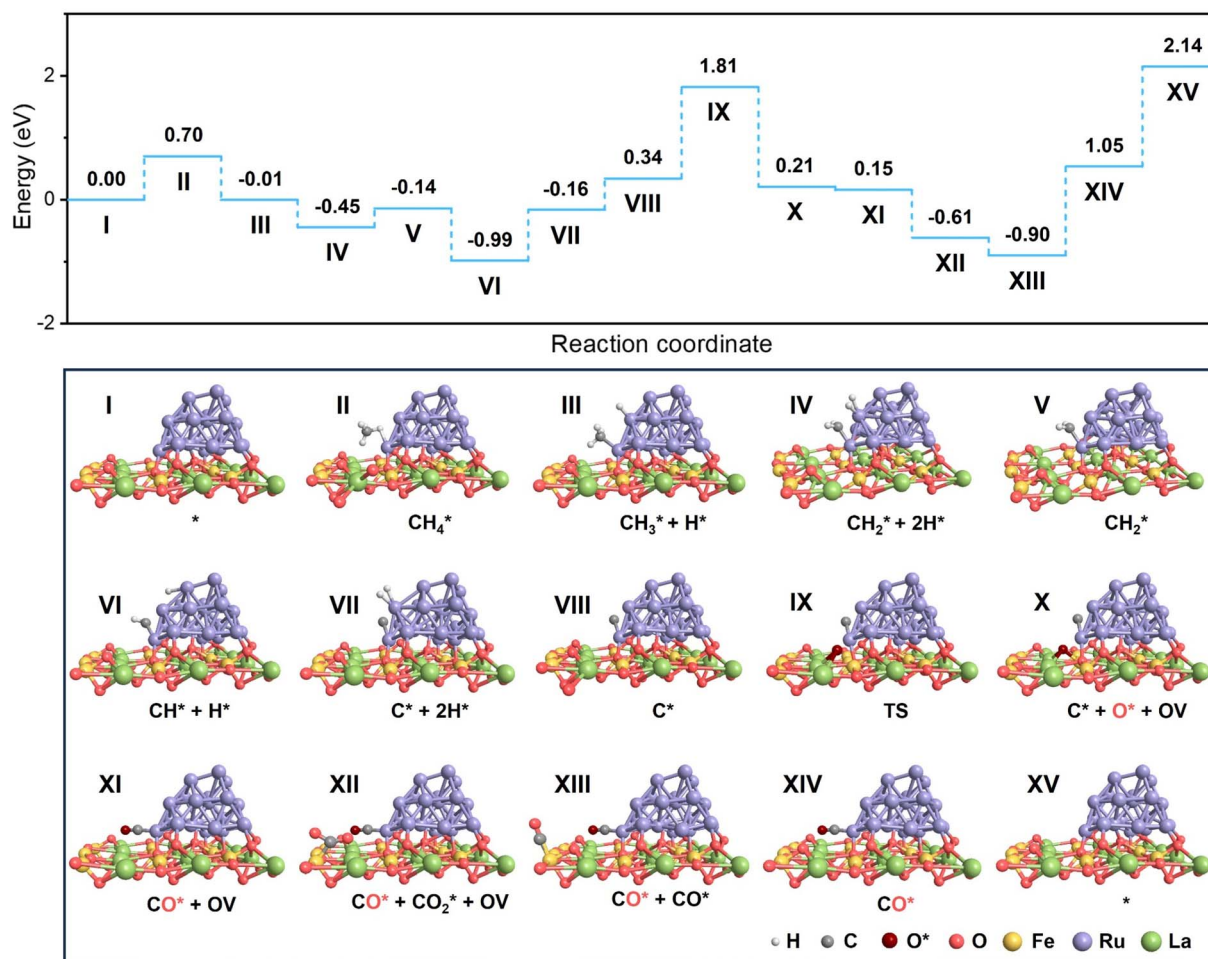 Energy (eV)
2
0
-2
0.00
I
0.70
II
-0.01
III
-0.45
IV
-0.14
V
-0.99
VI
-0.16
VII
0.34
VIII
1.81
IX
0.21
X
0.15
XI
-0.61
XII
-0.90
XIII
1.05
XIV
2.14
XV
Reaction coordinate
I
*
II
CH₄*
III
CH₃* + H*
IV
CH₂* + 2H*
V
CH₂*
VI
CH* + H*
VII
C* + 2H*
VIII
C*
IX
TS
X
C* + O* + OV
XI
CO* + OV
XII
CO* + CO₂* + OV
XIII
CO* + CO*
XIV
CO*
XV
*
H C O* O Fe Ru La